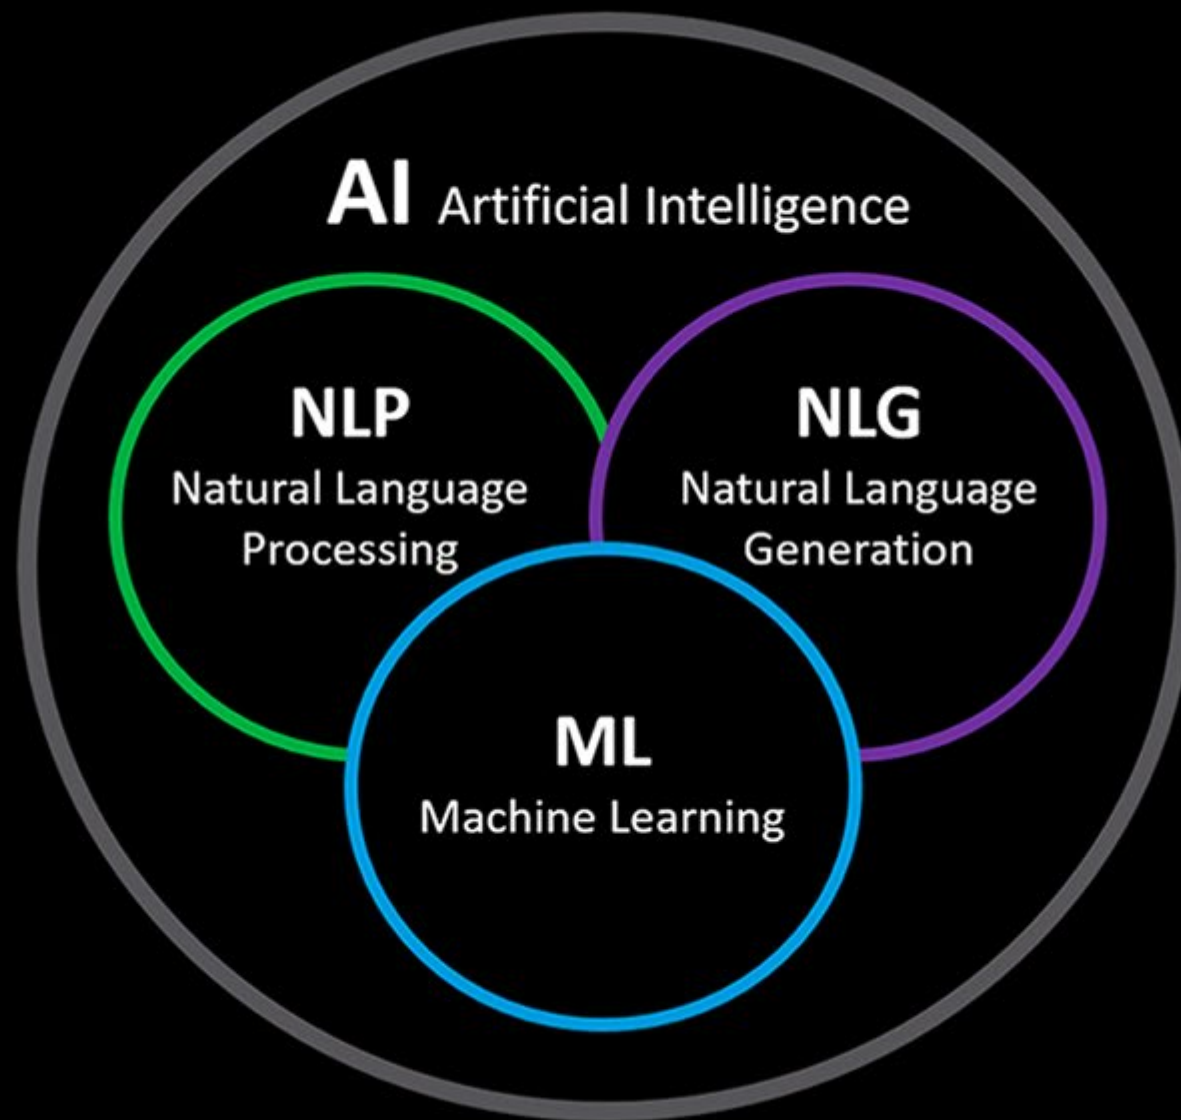 AI Artificial Intelligence
NLP
Natural Language
Processing
NLG
Natural Language
Generation
ML
Machine Learning